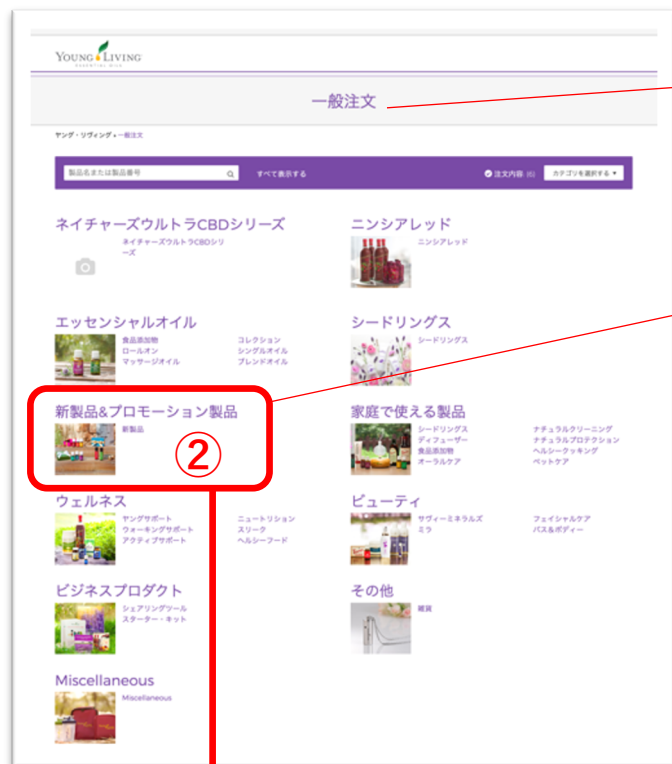 YOUNG LIVING
ESSENTIAL OILS
一般注文
ヤング・リヴィング » 一般注文
製品名または製品番号
すべて表示する
注文内容 (6)
カテゴリを選択する
ネイチャーズウルトラCBDシリーズ
ネイチャーズウルトラCBDシリ
ーズ
ニンシアレッド
ニンシアレッド
エッセンシャルオイル
食品添加物
ロールオン
マッサージオイル
コレクション
シングルオイル
ブレンドオイル
シードリングス
シードリングス
新製品&プロモーション製品
新製品
②
家庭で使える製品
シードリングス
ディフューザー
食品添加物
オーラルケア
ナチュラルクリーニング
ナチュラルプロテクション
ヘルシークッキング
ペットケア
ウェルネス
ヤングサポート
ウォーキングサポート
アクティブサポート
ニュートリション
スリーク
ヘルシーフード
ビューティ
サヴィーミネラルズ
ミラ
フェイシャルケア
バス&ボディー
ビジネスプロダクト
シェアリングツール
スターター・キット
その他
雑貨
Miscellaneous
Miscellaneous